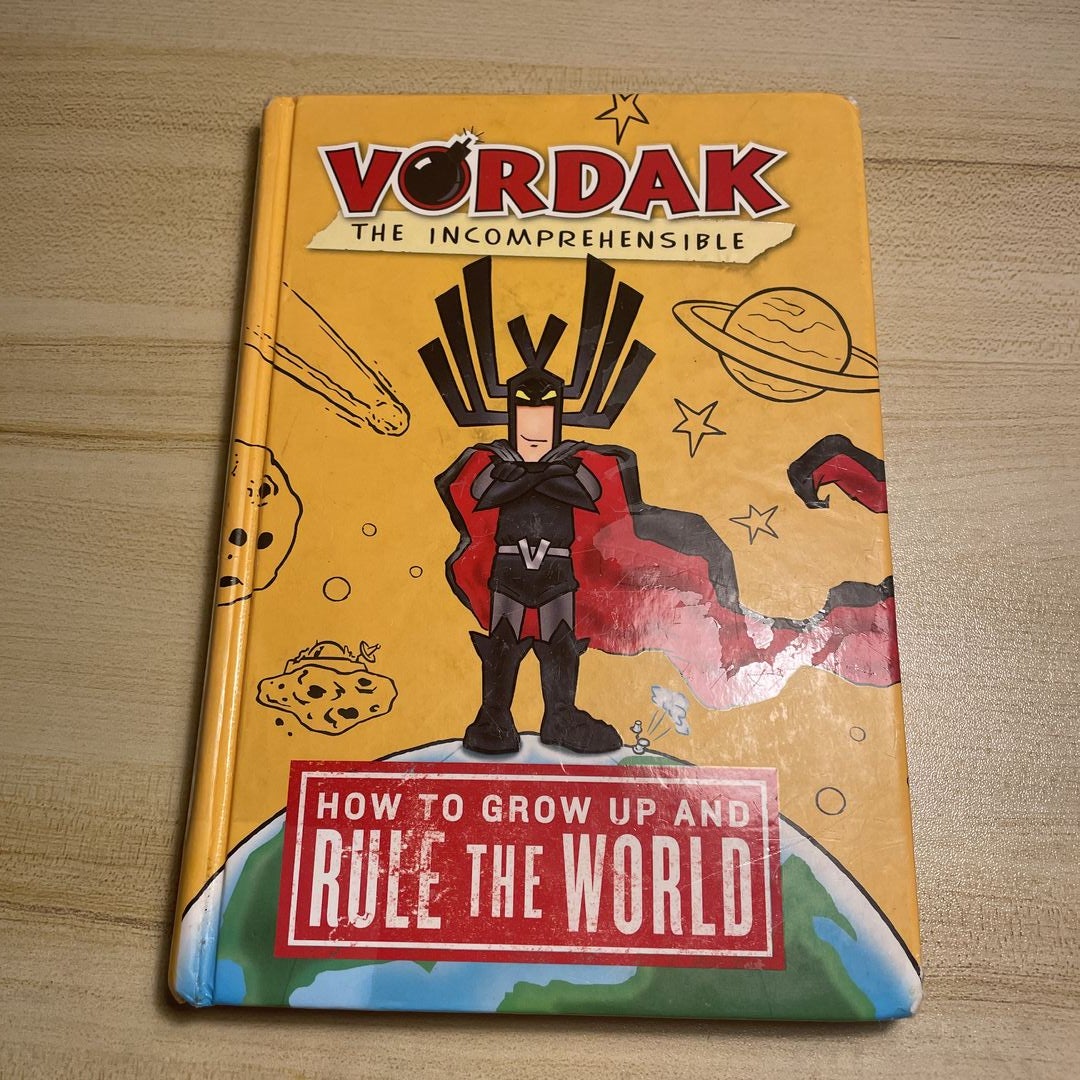 VORDAK
THE INCOMPREHENSIBLE
V
HOW TO GROW UP AND
RULE THE WORLD